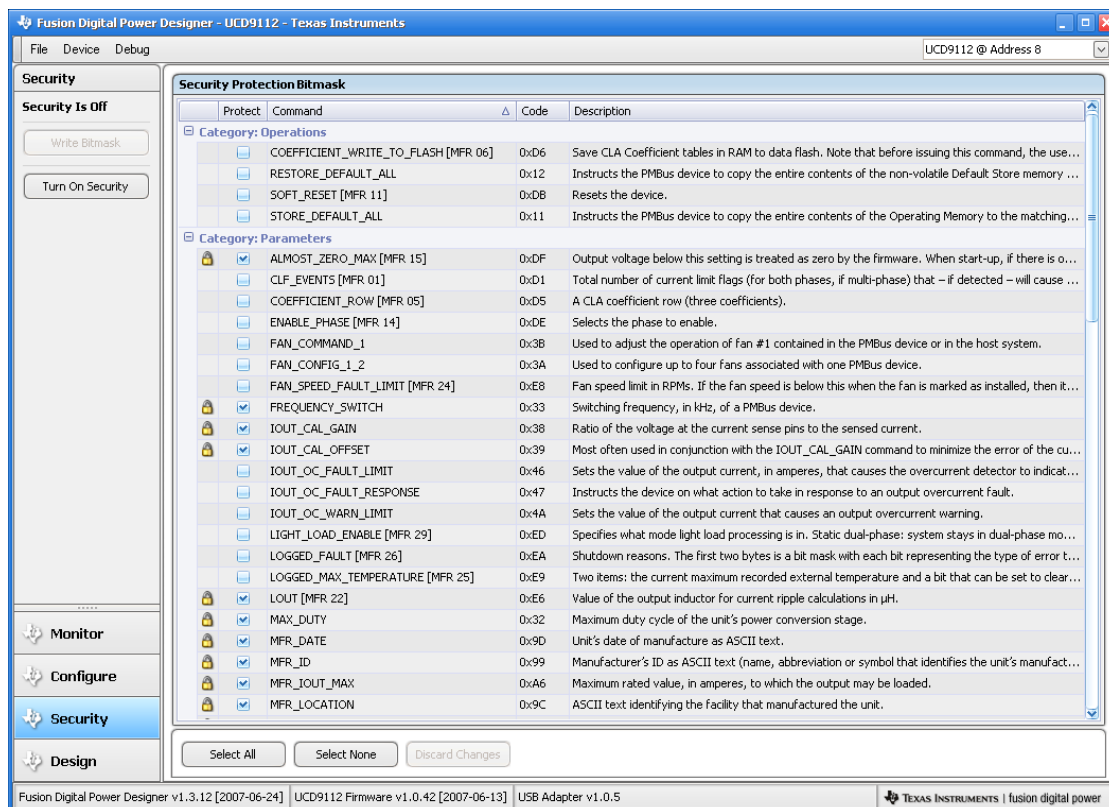 Fusion Digital Power Designer - UCD9112 - Texas Instruments
File Device Debug UCD9112 @ Address 8
Security
Security Is Off
Write Bitmask
Turn On Security
Security Protection Bitmask
Protect Command Code Description
Category: Operations
COEFFICIENT_WRITE_TO_FLASH [MFR 06] 0xD6 Save CLA Coefficient tables in RAM to data flash. Note that before issuing this command, the use...
RESTORE_DEFAULT_ALL 0x12 Instructs the PMBus device to copy the entire contents of the non-volatile Default Store memory ...
SOFT_RESET [MFR 11] 0xDB Resets the device.
STORE_DEFAULT_ALL 0x11 Instructs the PMBus device to copy the entire contents of the Operating Memory to the matching...
Category: Parameters
ALMOST_ZERO_MAX [MFR 15] 0xDF Output voltage below this setting is treated as zero by the firmware. When start-up, if there is o...
CLF_EVENTS [MFR 01] 0xD1 Total number of current limit flags (for both phases, if multi-phase) that – if detected – will cause ...
COEFFICIENT_ROW [MFR 05] 0xD5 A CLA coefficient row (three coefficients).
ENABLE_PHASE [MFR 14] 0xDE Selects the phase to enable.
FAN_COMMAND_1 0x3B Used to adjust the operation of fan #1 contained in the PMBus device or in the host system.
FAN_CONFIG_1_2 0x3A Used to configure up to four fans associated with one PMBus device.
FAN_SPEED_FAULT_LIMIT [MFR 24] 0xE8 Fan speed limit in RPMs. If the fan speed is below this when the fan is marked as installed, then it...
FREQUENCY_SWITCH 0x33 Switching frequency, in kHz, of a PMBus device.
IOUT_CAL_GAIN 0x38 Ratio of the voltage at the current sense pins to the sensed current.
IOUT_CAL_OFFSET 0x39 Most often used in conjunction with the IOUT_CAL_GAIN command to minimize the error of the cu...
IOUT_OC_FAULT_LIMIT 0x46 Sets the value of the output current, in amperes, that causes the overcurrent detector to indicat...
IOUT_OC_FAULT_RESPONSE 0x47 Instructs the device on what action to take in response to an output overcurrent fault.
IOUT_OC_WARN_LIMIT 0x4A Sets the value of the output current that causes an output overcurrent warning.
LIGHT_LOAD_ENABLE [MFR 29] 0xED Specifies what mode light load processing is in. Static dual-phase: system stays in dual-phase mo...
LOGGED_FAULT [MFR 26] 0xEA Shutdown reasons. The first two bytes is a bit mask with each bit representing the type of error t...
LOGGED_MAX_TEMPERATURE [MFR 25] 0xE9 Two items: the current maximum recorded external temperature and a bit that can be set to clear...
LOUT [MFR 22] 0xE6 Value of the output inductor for current ripple calculations in µH.
MAX_DUTY 0x32 Maximum duty cycle of the unit's power conversion stage.
MFR_DATE 0x9D Unit's date of manufacture as ASCII text.
MFR_ID 0x99 Manufacturer's ID as ASCII text (name, abbreviation or symbol that identifies the unit's manufact...
MFR_IOUT_MAX 0xA6 Maximum rated value, in amperes, to which the output may be loaded.
MFR_LOCATION 0x9C ASCII text identifying the facility that manufactured the unit.
Monitor
Configure
Security
Design
Select All Select None Discard Changes
Fusion Digital Power Designer v1.3.12 [2007-06-24] UCD9112 Firmware v1.0.42 [2007-06-13] USB Adapter v1.0.5 TEXAS INSTRUMENTS | fusion digital power